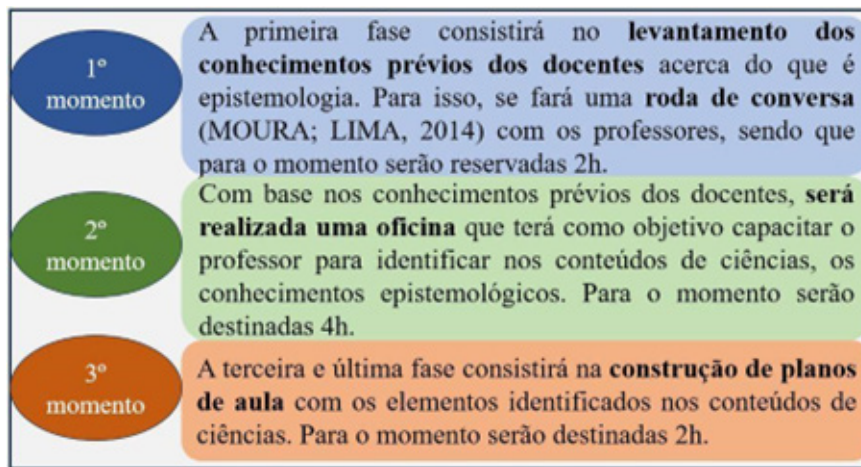 1º
momento
A primeira fase consistirá no levantamento dos
conhecimentos prévios dos docentes acerca do que é
epistemologia. Para isso, se fará uma roda de conversa
(MOURA; LIMA, 2014) com os professores, sendo que
para o momento serão reservadas 2h.
2º
momento
Com base nos conhecimentos prévios dos docentes, será
realizada uma oficina que terá como objetivo capacitar o
professor para identificar nos conteúdos de ciências, os
conhecimentos epistemológicos. Para o momento serão
destinadas 4h.
3º
momento
A terceira e última fase consistirá na construção de planos
de aula com os elementos identificados nos conteúdos de
ciências. Para o momento serão destinadas 2h.